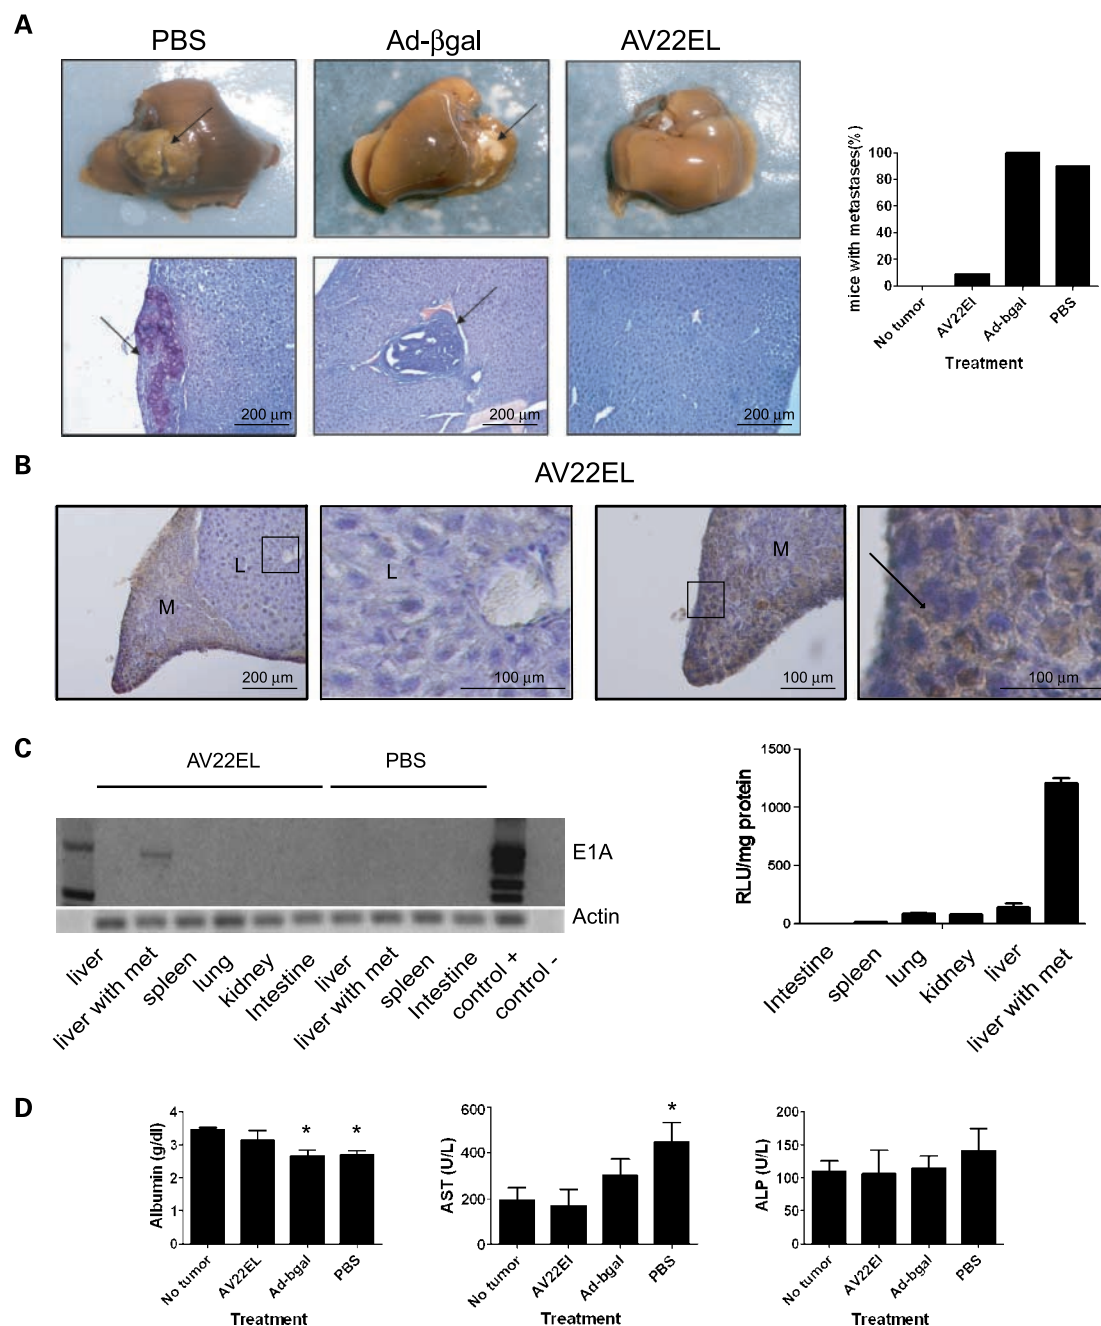 A
PBS Ad-βgal AV22EL
200 μm 200 μm 200 μm
mice with metastases(%)
100
80
60
40
20
0
No tumor AV22El Ad-bgal PBS
Treatment
B
AV22EL
L M L M
200 μm 100 μm 100 μm 100 μm
C
AV22EL PBS
E1A
Actin
liver liver with met spleen lung kidney Intestine liver liver with met spleen Intestine control + control -
RLU/mg protein
1500
1000
500
0
Intestine spleen lung kidney liver liver with met
D
Albumin (g/dl)
4
3
2
1
0
* *
No tumor AV22EL Ad-bgal PBS
Treatment
AST (U/L)
600
400
200
0
*
No tumor AV22El Ad-bgal PBS
Treatment
ALP (U/L)
200
150
100
50
0
No tumor AV22El Ad-bgal PBS
Treatment